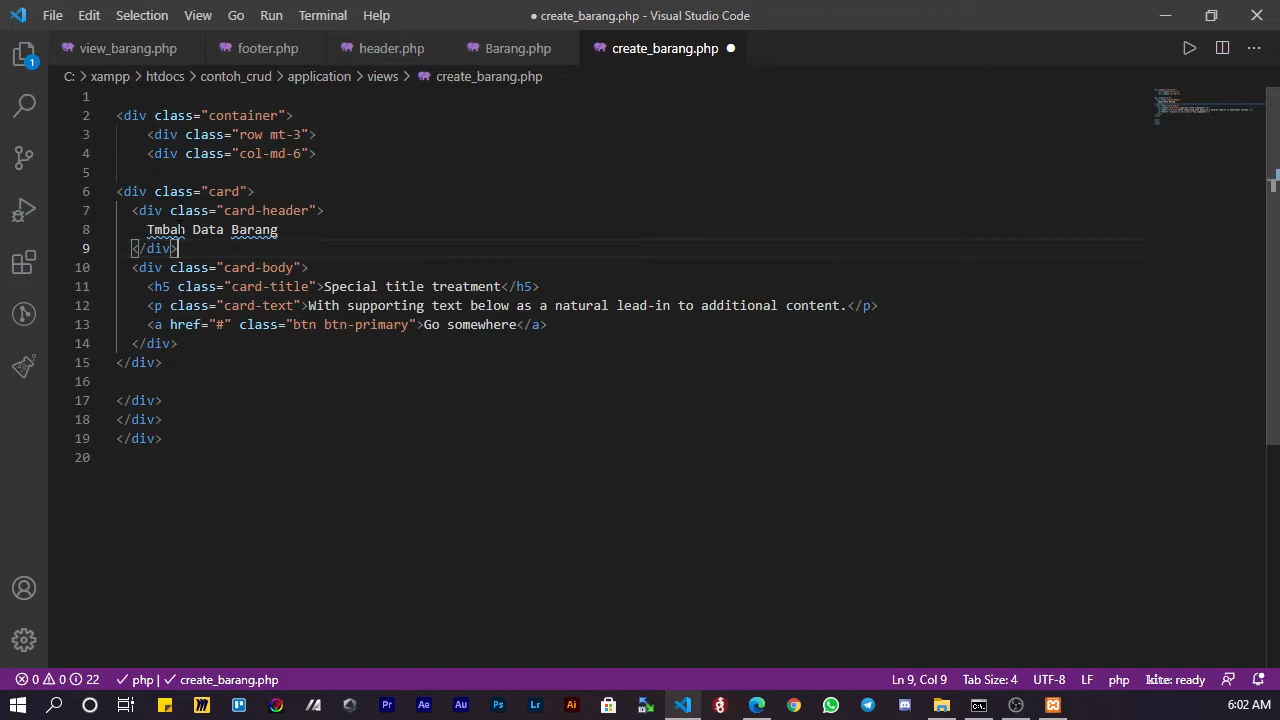 File Edit Selection View Go Run Terminal Help ● create_barang.php - Visual Studio Code
view_barang.php footer.php header.php Barang.php create_barang.php
C: > xampp > htdocs > contoh_crud > application > views > create_barang.php
1
2 <div class="container">
3 <div class="row mt-3">
4 <div class="col-md-6">
5
6 <div class="card">
7 <div class="card-header">
8 Tmbah Data Barang
9 </div>
10 <div class="card-body">
11 <h5 class="card-title">Special title treatment</h5>
12 <p class="card-text">With supporting text below as a natural lead-in to additional content.</p>
13 <a href="#" class="btn btn-primary">Go somewhere</a>
14 </div>
15 </div>
16
17 </div>
18 </div>
19 </div>
20
1
0 0 22 php | create_barang.php Ln 9, Col 9 Tab Size: 4 UTF-8 LF php kite: ready
Pr Ae Au Ps Lr Ai 6:02 AM